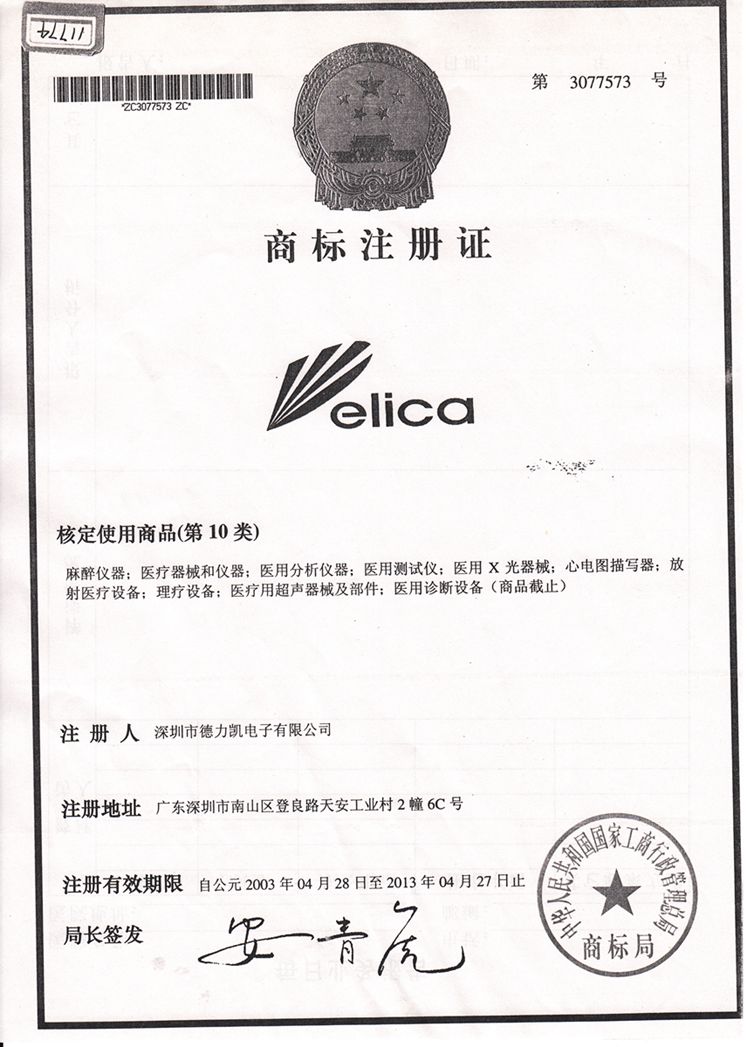 11774
*ZC3077573 ZC*
第 3077573 号
商标注册证
elica
核定使用商品(第 10 类)
麻醉仪器；医疗器械和仪器；医用分析仪器；医用测试仪；医用 X 光器械；心电图描写器；放
射医疗设备；理疗设备；医疗用超声器械及部件；医用诊断设备（商品截止）
注 册 人 深圳市德力凯电子有限公司
注册地址 广东深圳市南山区登良路天安工业村 2 幢 6C 号
注册有效期限 自公元 2003 年 04 月 28 日至 2013 年 04 月 27 日止
局长签发 安青虎
中华人民共和国国家工商行政管理总局
商标局